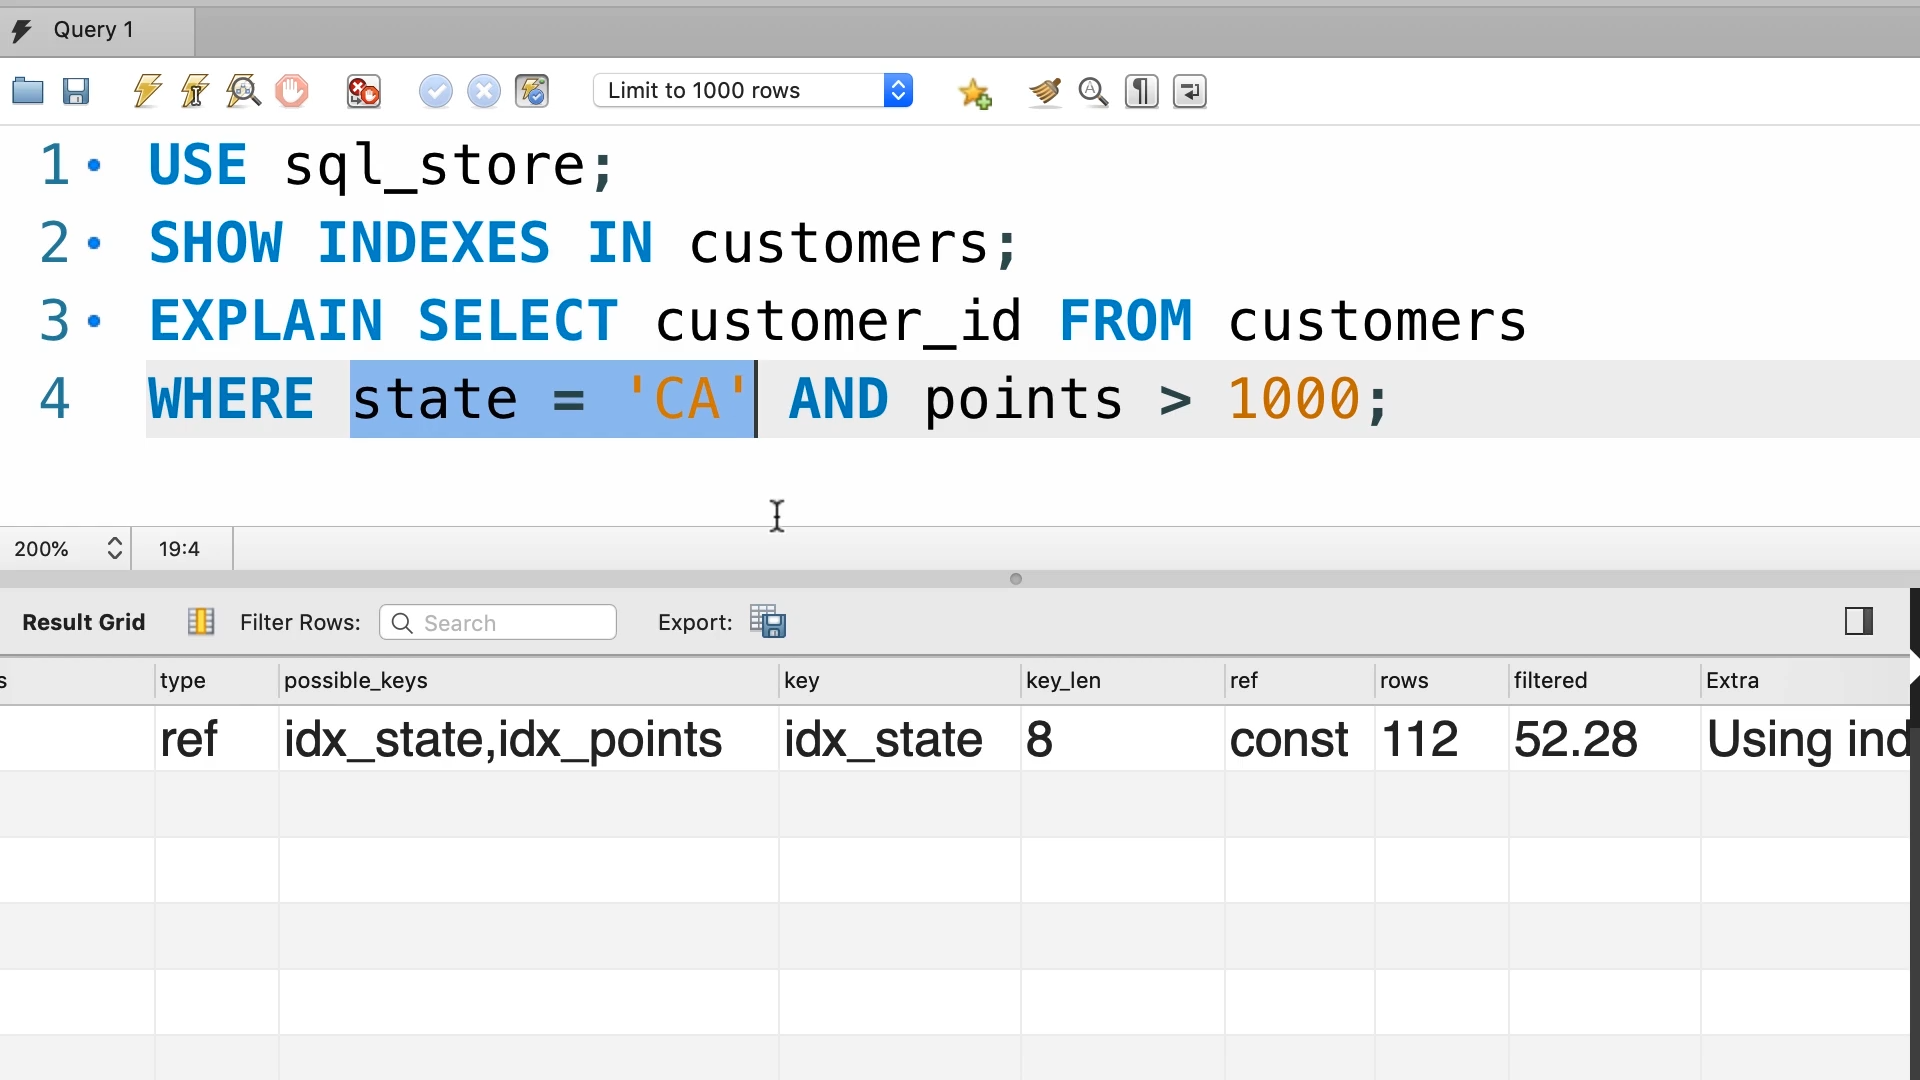 Query 1
Limit to 1000 rows
1 USE sql_store;
2 SHOW INDEXES IN customers;
3 EXPLAIN SELECT customer_id FROM customers
4 WHERE state = 'CA' AND points > 1000;
200% 19:4
Result Grid Filter Rows: Search Export:
s type possible_keys key key_len ref rows filtered Extra
ref idx_state,idx_points idx_state 8 const 112 52.28 Using ind